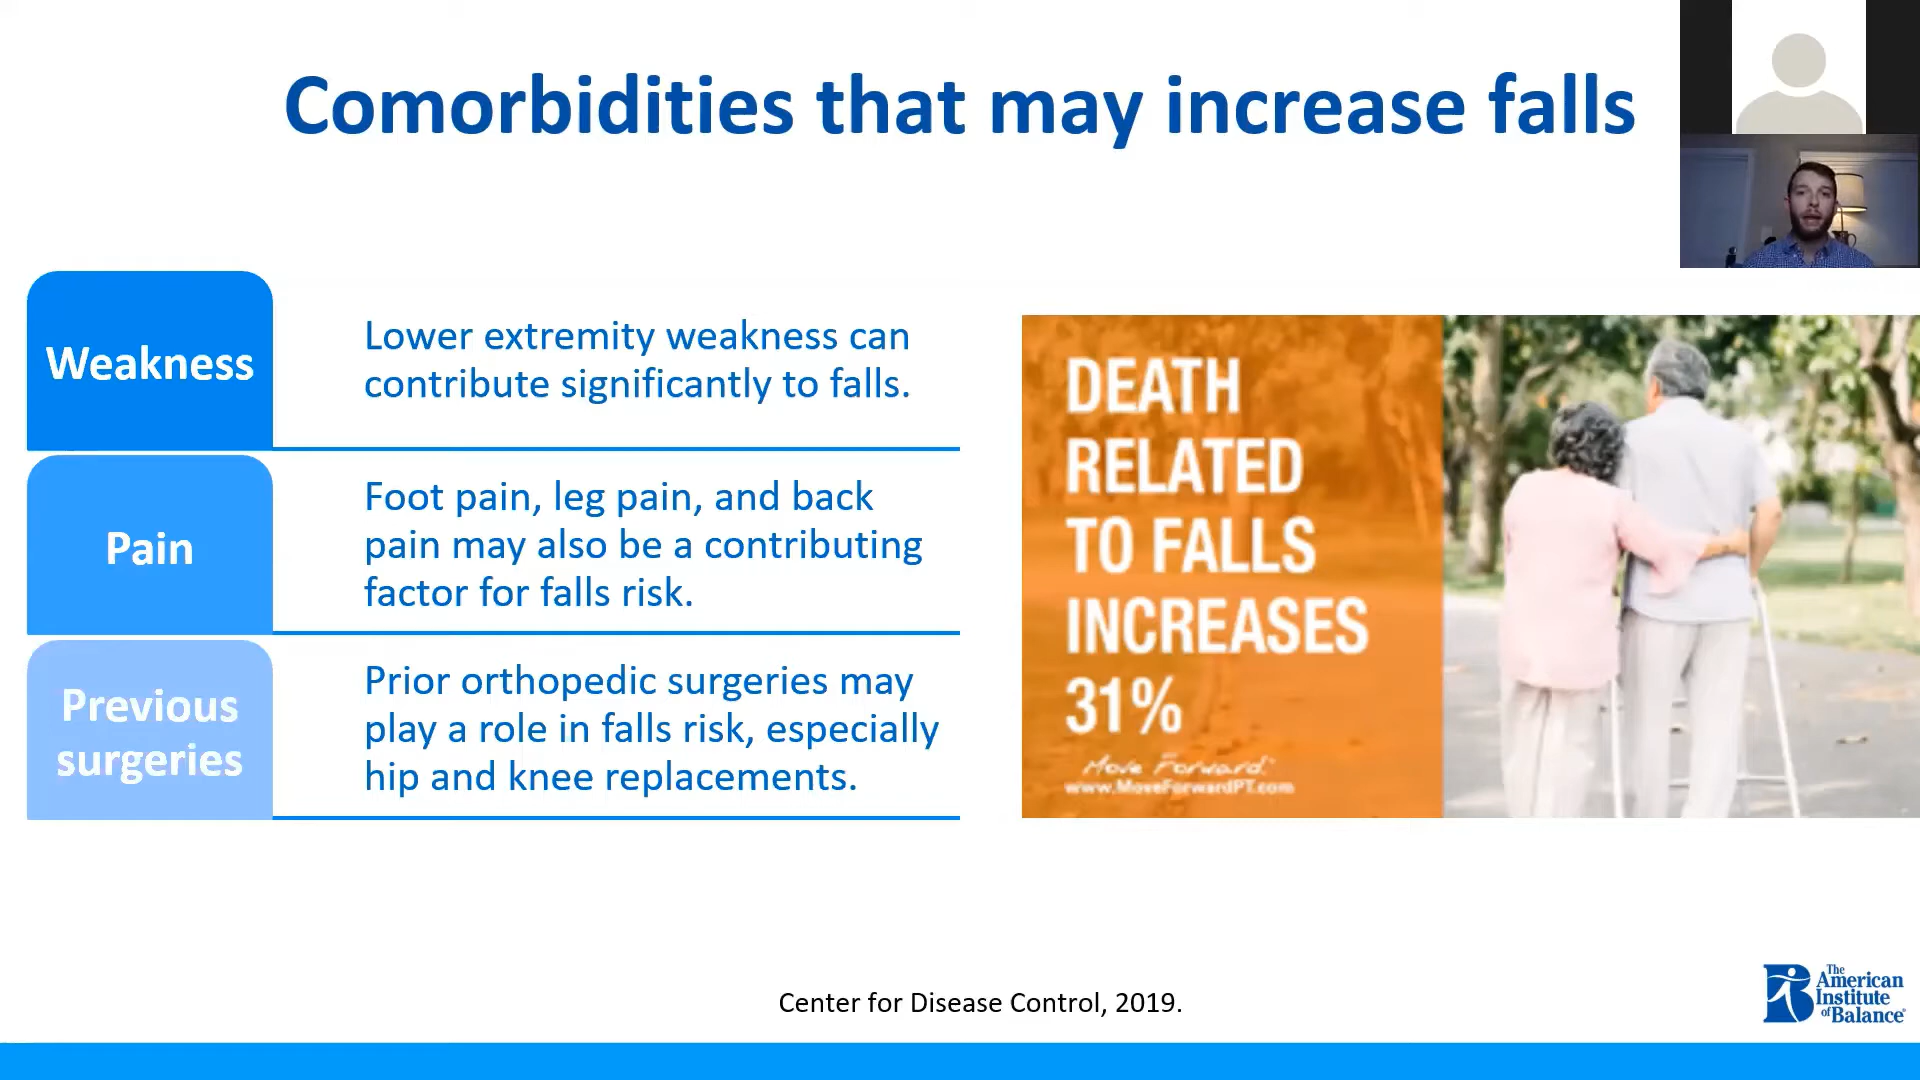 Comorbidities that may increase falls
Weakness
Lower extremity weakness can
contribute significantly to falls.
Pain
Foot pain, leg pain, and back
pain may also be a contributing
factor for falls risk.
Previous
surgeries
Prior orthopedic surgeries may
play a role in falls risk, especially
hip and knee replacements.
DEATH
RELATED
TO FALLS
INCREASES
31%
Move Forward.
www.MoveForwardPT.com
Center for Disease Control, 2019.
The
American
Institute
of Balance